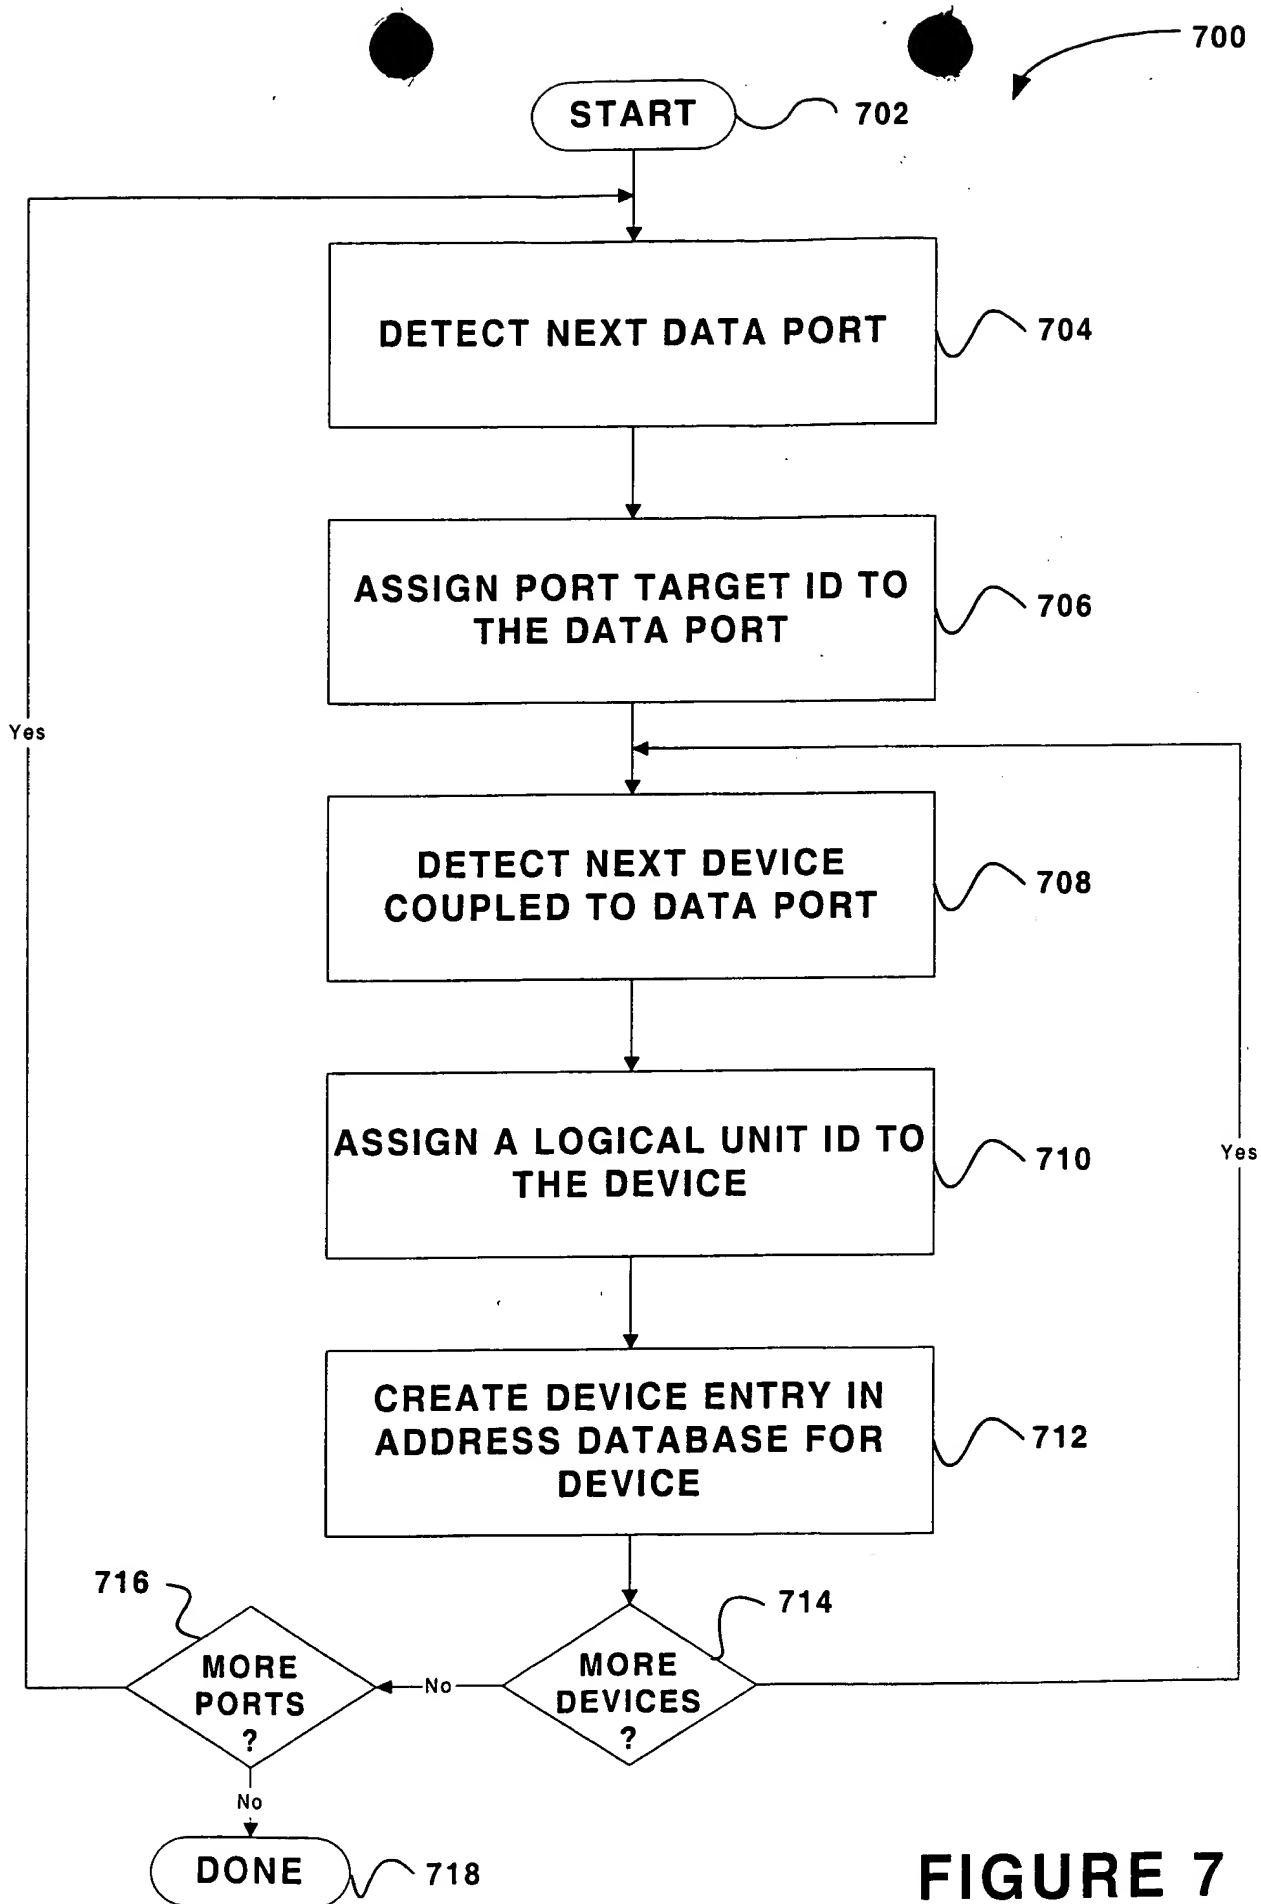 700
START
702
DETECT NEXT DATA PORT
704
ASSIGN PORT TARGET ID TO
THE DATA PORT
706
Yes
DETECT NEXT DEVICE
COUPLED TO DATA PORT
708
ASSIGN A LOGICAL UNIT ID TO
THE DEVICE
710
Yes
CREATE DEVICE ENTRY IN
ADDRESS DATABASE FOR
DEVICE
712
716
714
MORE
PORTS
?
No
MORE
DEVICES
?
No
DONE
718
FIGURE 7